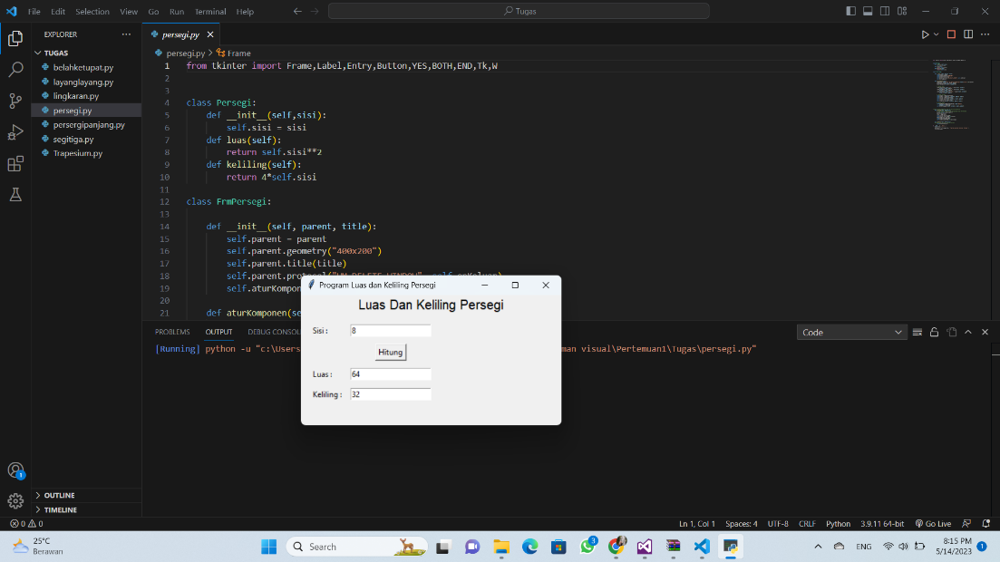 File Edit Selection View Go Run Terminal Help
Tugas
EXPLORER
TUGAS
belahketupat.py
layanglayang.py
lingkaran.py
persegi.py
persergipanjang.py
segitiga.py
Trapesium.py
OUTLINE
TIMELINE
persegi.py
persegi.py > Frame
1 from tkinter import Frame,Label,Entry,Button,YES,BOTH,END,Tk,W
2
3
4 class Persegi:
5 def __init__(self,sisi):
6 self.sisi = sisi
7 def luas(self):
8 return self.sisi**2
9 def keliling(self):
10 return 4*self.sisi
11
12 class FrmPersegi:
13
14 def __init__(self, parent, title):
15 self.parent = parent
16 self.parent.geometry("400x200")
17 self.parent.title(title)
18 self.parent.protocol("WM_DELETE_WINDOW", self.onKeluar)
19 self.aturKompon
20
21 def aturKomponen(se
PROBLEMS OUTPUT DEBUG CONSOL
Code
[Running] python -u "c:\Users
man visual\Pertemuan1\Tugas\persegi.py"
Program Luas dan Keliling Persegi
Luas Dan Keliling Persegi
Sisi : 8
Hitung
Luas : 64
Keliling : 32
1
0 0
Ln 1, Col 1 Spaces: 4 UTF-8 CRLF Python 3.9.11 64-bit Go Live
25°C
Berawan
Search
3
ENG
8:15 PM
5/14/2023
1